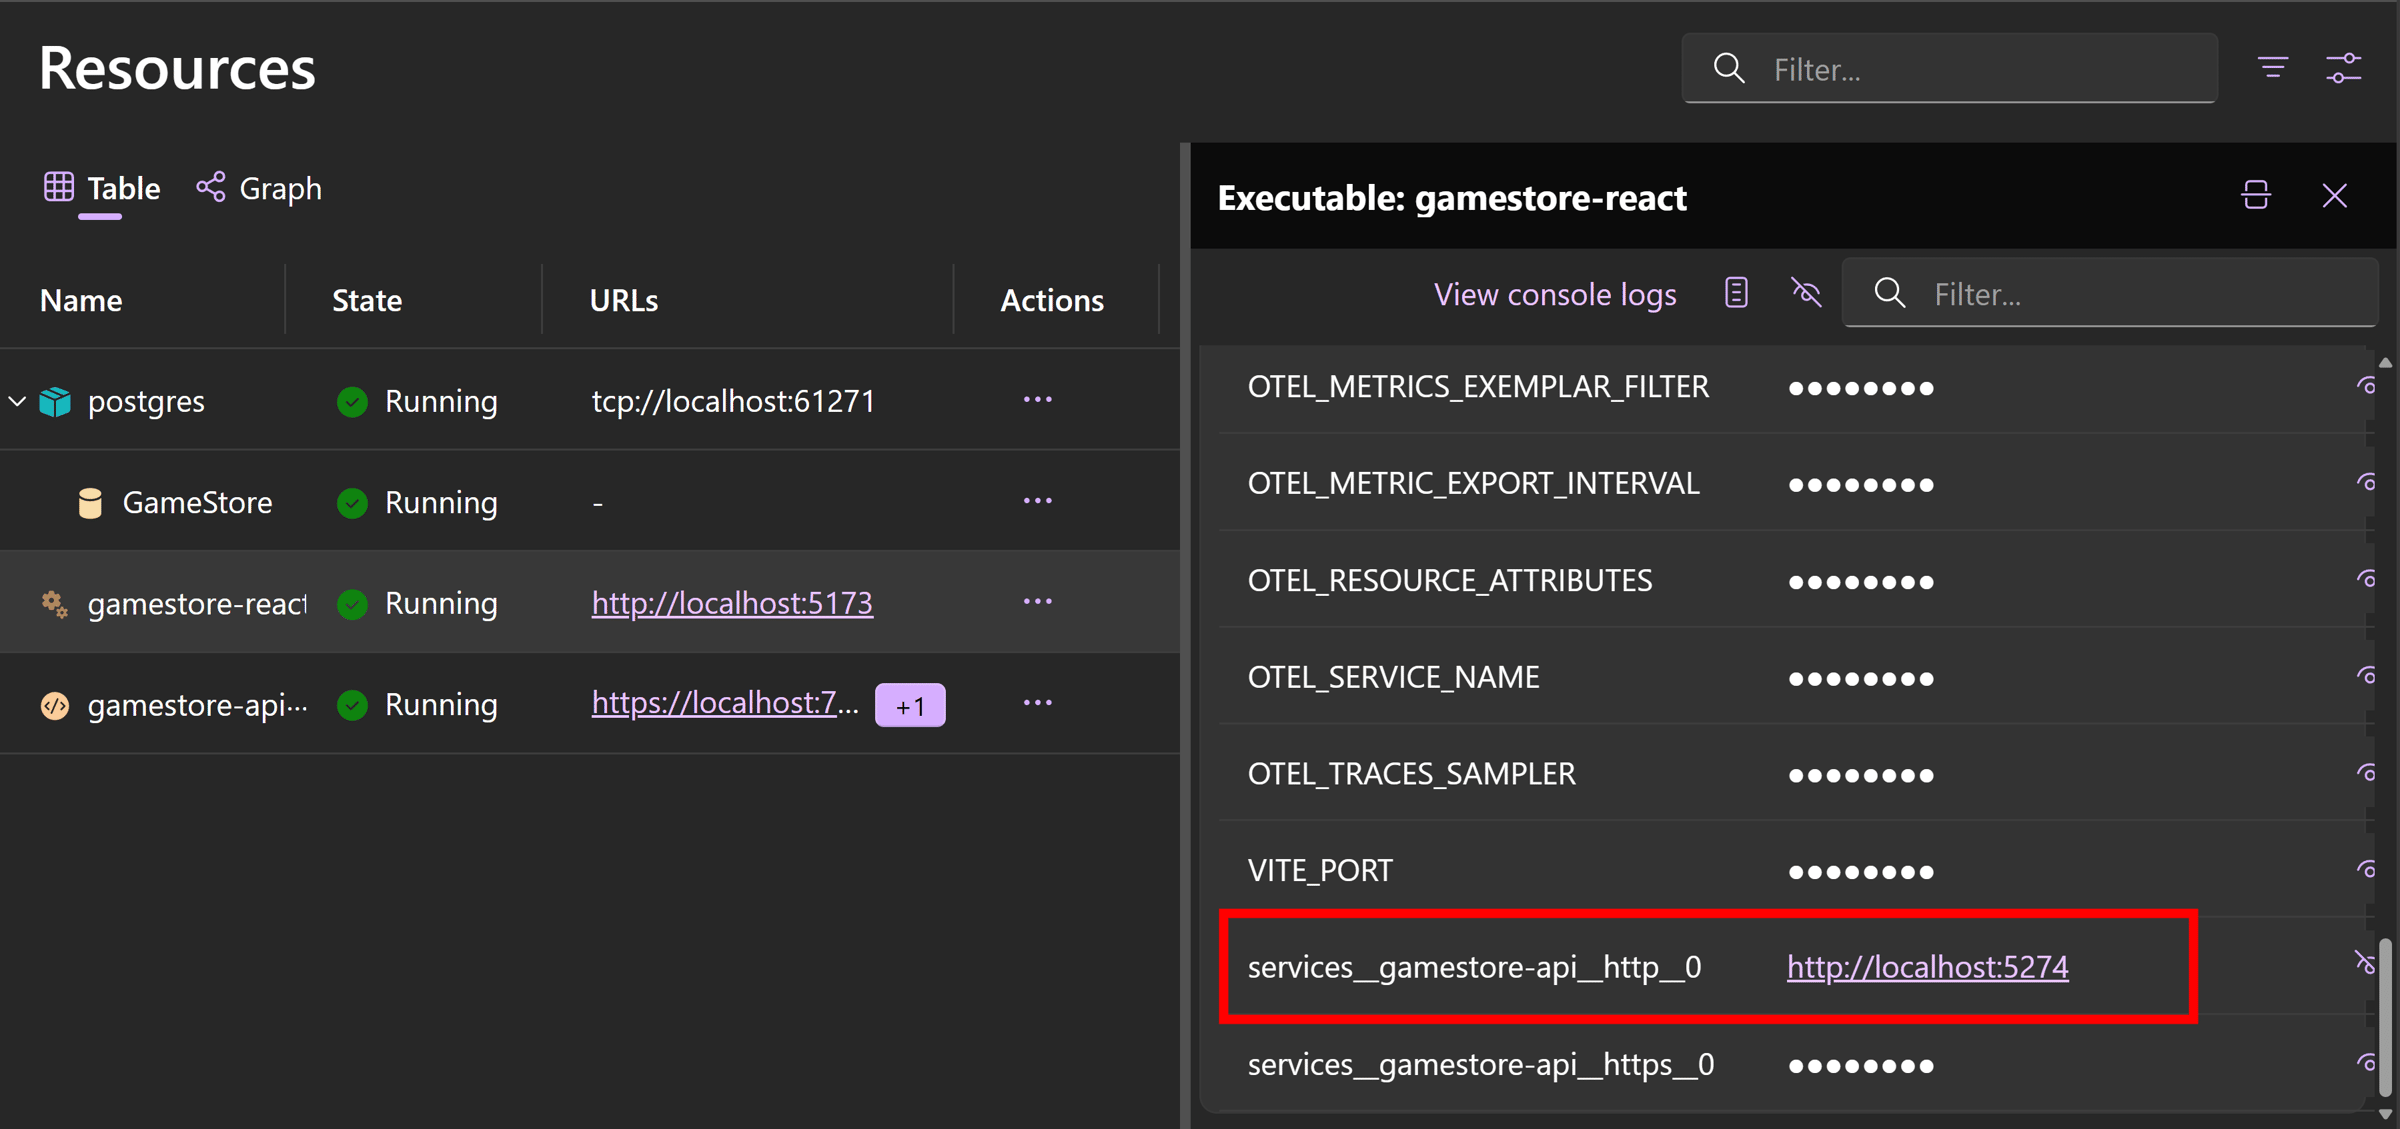 Resources
Filter...
Table
Graph
Name
State
URLs
Actions
postgres
Running
tcp://localhost:61271
GameStore
Running
-
gamestore-react
Running
http://localhost:5173
gamestore-api...
Running
https://localhost:7...
+1
Executable: gamestore-react
View console logs
Filter...
OTEL_METRICS_EXEMPLAR_FILTER ●●●●●●●●
OTEL_METRIC_EXPORT_INTERVAL ●●●●●●●●
OTEL_RESOURCE_ATTRIBUTES ●●●●●●●●
OTEL_SERVICE_NAME ●●●●●●●●
OTEL_TRACES_SAMPLER ●●●●●●●●
VITE_PORT ●●●●●●●●
services__gamestore-api__http__0 http://localhost:5274
services__gamestore-api__https__0 ●●●●●●●●